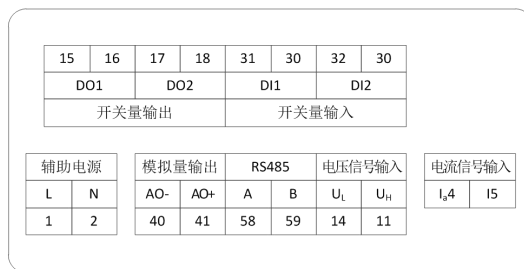 15 16 17 18 31 30 32 30
DO1 DO2 DI1 DI2
开关量输出 开关量输入
辅助电源 模拟量输出 RS485 电压信号输入 电流信号输入
L N AO- AO+ A B UL UH Ia4 I5
1 2 40 41 58 59 14 11